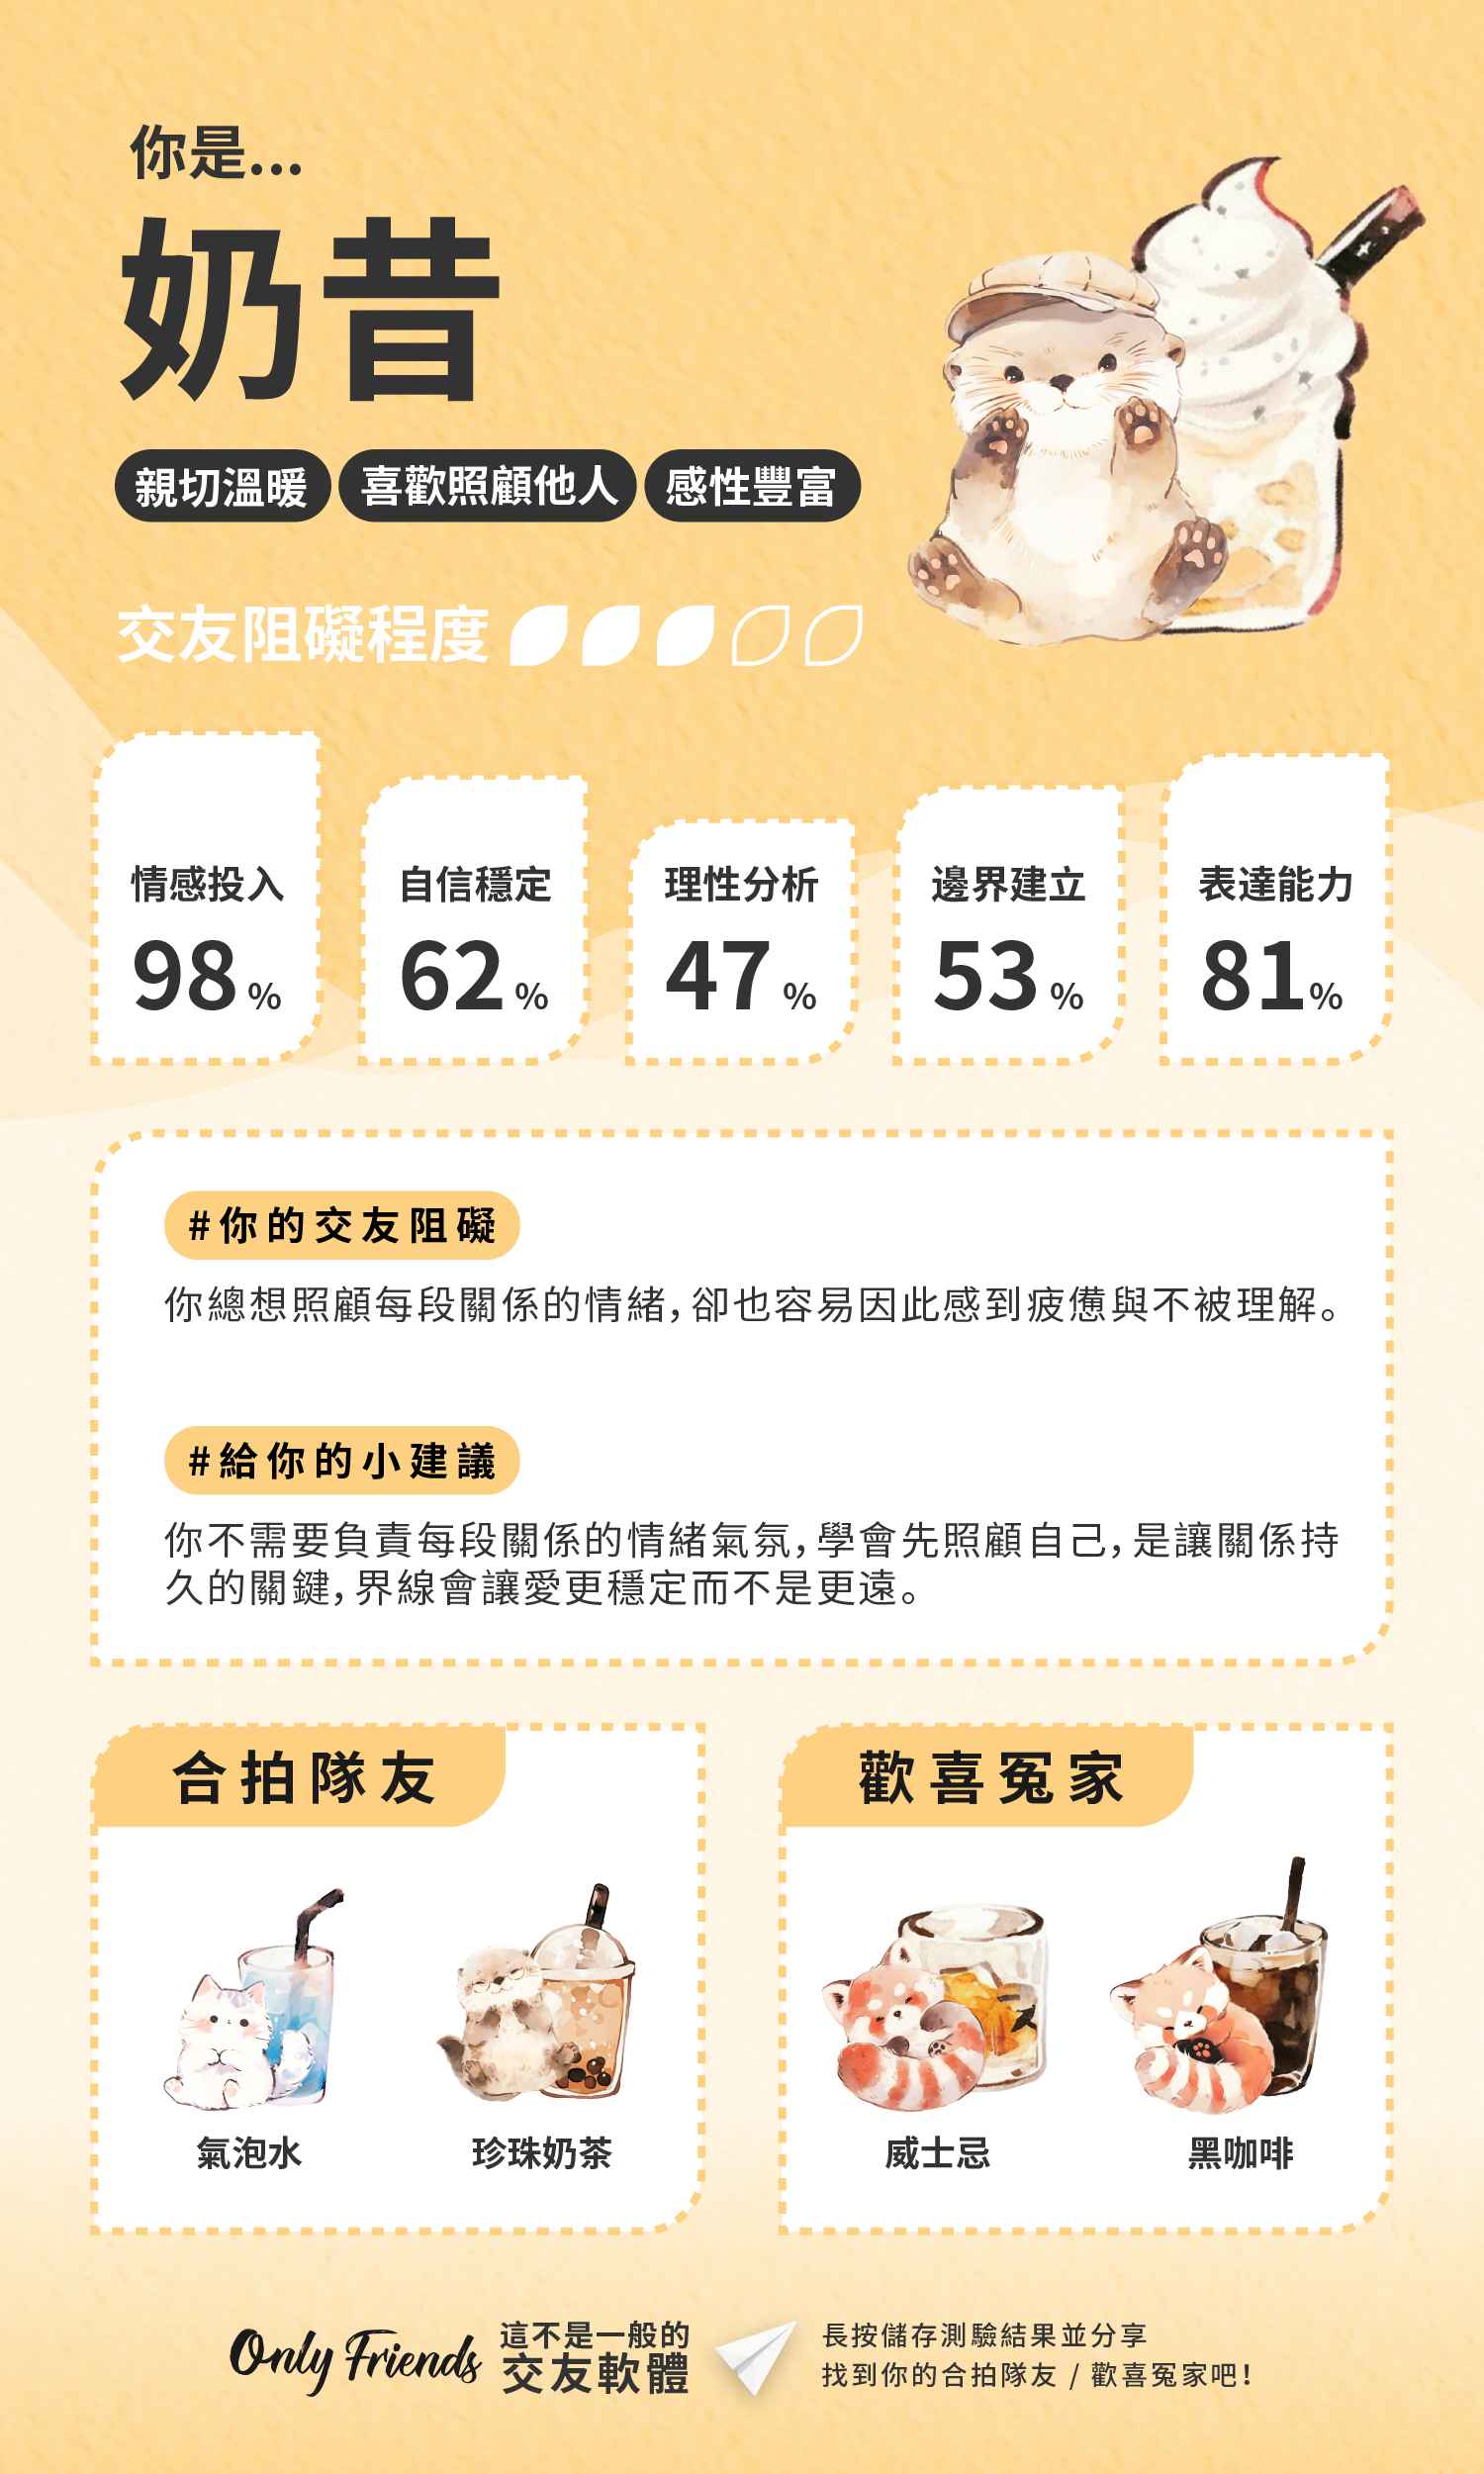 你是...
奶昔
親切溫暖 喜歡照顧他人 感性豐富
交友阻礙程度
情感投入 自信穩定 理性分析 邊界建立 表達能力
98% 62% 47% 53% 81%
#你的交友阻礙
你總想照顧每段關係的情緒，卻也容易因此感到疲憊與不被理解。
#給你的小建議
你不需要負責每段關係的情緒氣氛，學會先照顧自己，是讓關係持
久的關鍵，界線會讓愛更穩定而不是更遠。
合拍隊友 歡喜冤家
氣泡水 珍珠奶茶 威士忌 黑咖啡
Only Friends
這不是一般的
交友軟體
長按儲存測驗結果並分享
找到你的合拍隊友 / 歡喜冤家吧！